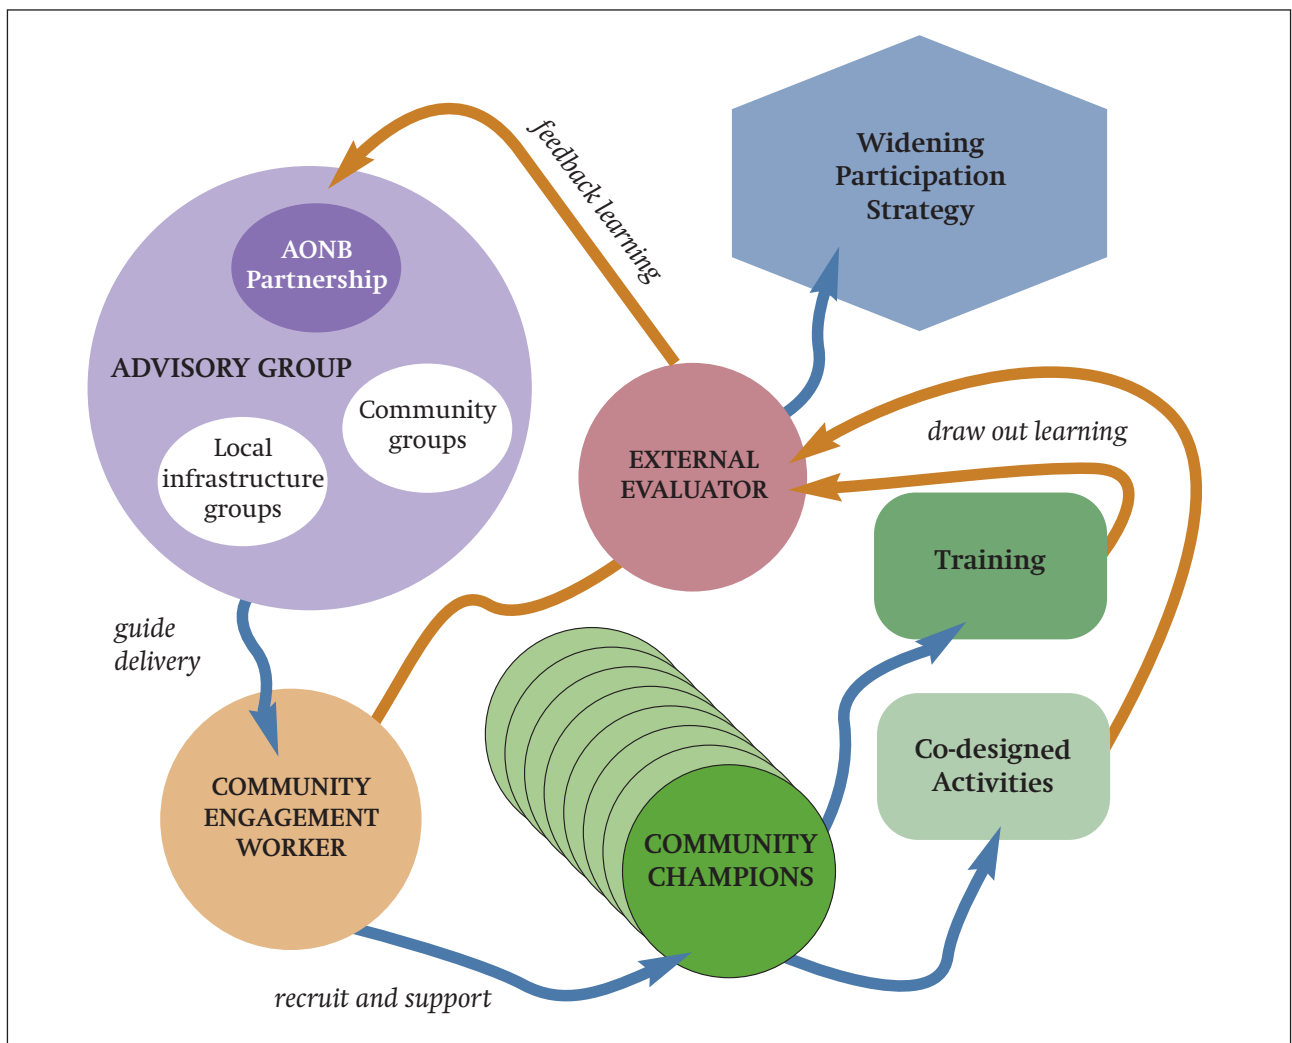 feedback learning
Widening
Participation
Strategy
AONB
Partnership
ADVISORY GROUP
Community
groups
Local
infrastructure
groups
EXTERNAL
EVALUATOR
draw out learning
Training
guide
delivery
Co-designed
Activities
COMMUNITY
ENGAGEMENT
WORKER
COMMUNITY
CHAMPIONS
recruit and support